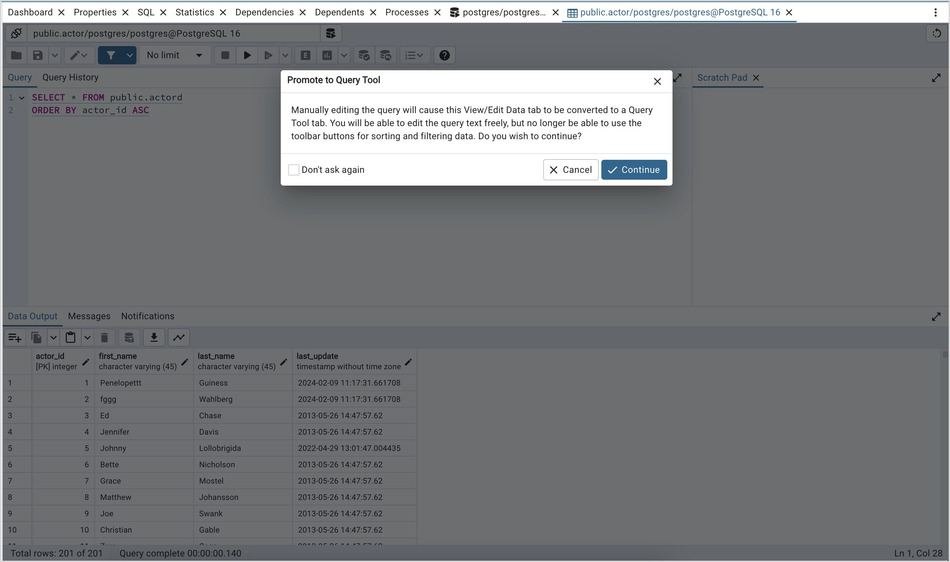 Dashboard Properties SQL Statistics Dependencies Dependents Processes postgres/postgres... public.actor/postgres/postgres@PostgreSQL 16
public.actor/postgres/postgres@PostgreSQL 16
No limit
Query Query History
Scratch Pad
1 SELECT * FROM public.actord
2 ORDER BY actor_id ASC
Promote to Query Tool
Manually editing the query will cause this View/Edit Data tab to be converted to a Query
Tool tab. You will be able to edit the query text freely, but no longer be able to use the
toolbar buttons for sorting and filtering data. Do you wish to continue?
Don't ask again Cancel Continue
Data Output Messages Notifications
actor_id first_name last_name last_update
[PK] integer character varying (45) character varying (45) timestamp without time zone
1 1 Penelopettt Guiness 2024-02-09 11:17:31.661708
2 2 fggg Wahlberg 2024-02-09 11:17:31.661708
3 3 Ed Chase 2013-05-26 14:47:57.62
4 4 Jennifer Davis 2013-05-26 14:47:57.62
5 5 Johnny Lollobrigida 2022-04-29 13:01:47.004435
6 6 Bette Nicholson 2013-05-26 14:47:57.62
7 7 Grace Mostel 2013-05-26 14:47:57.62
8 8 Matthew Johansson 2013-05-26 14:47:57.62
9 9 Joe Swank 2013-05-26 14:47:57.62
10 10 Christian Gable 2013-05-26 14:47:57.62
Total rows: 201 of 201 Query complete 00:00:00.140 Ln 1, Col 28